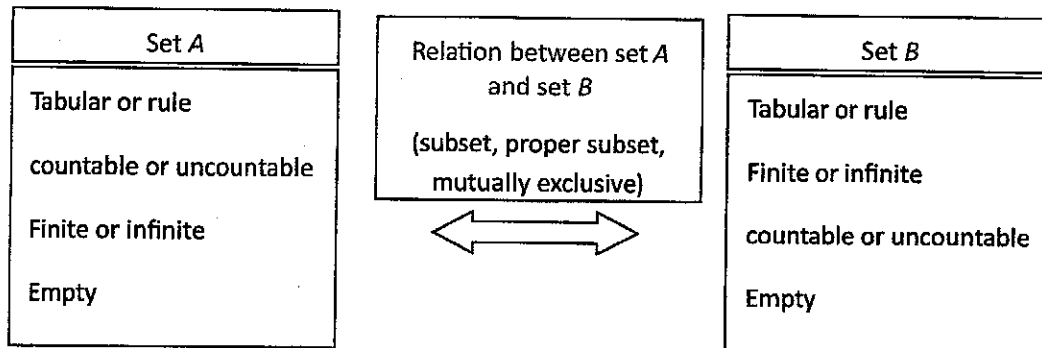 Set A
Tabular or rule
countable or uncountable
Finite or infinite
Empty
Relation between set A
and set B
(subset, proper subset,
mutually exclusive)
Set B
Tabular or rule
Finite or infinite
countable or uncountable
Empty